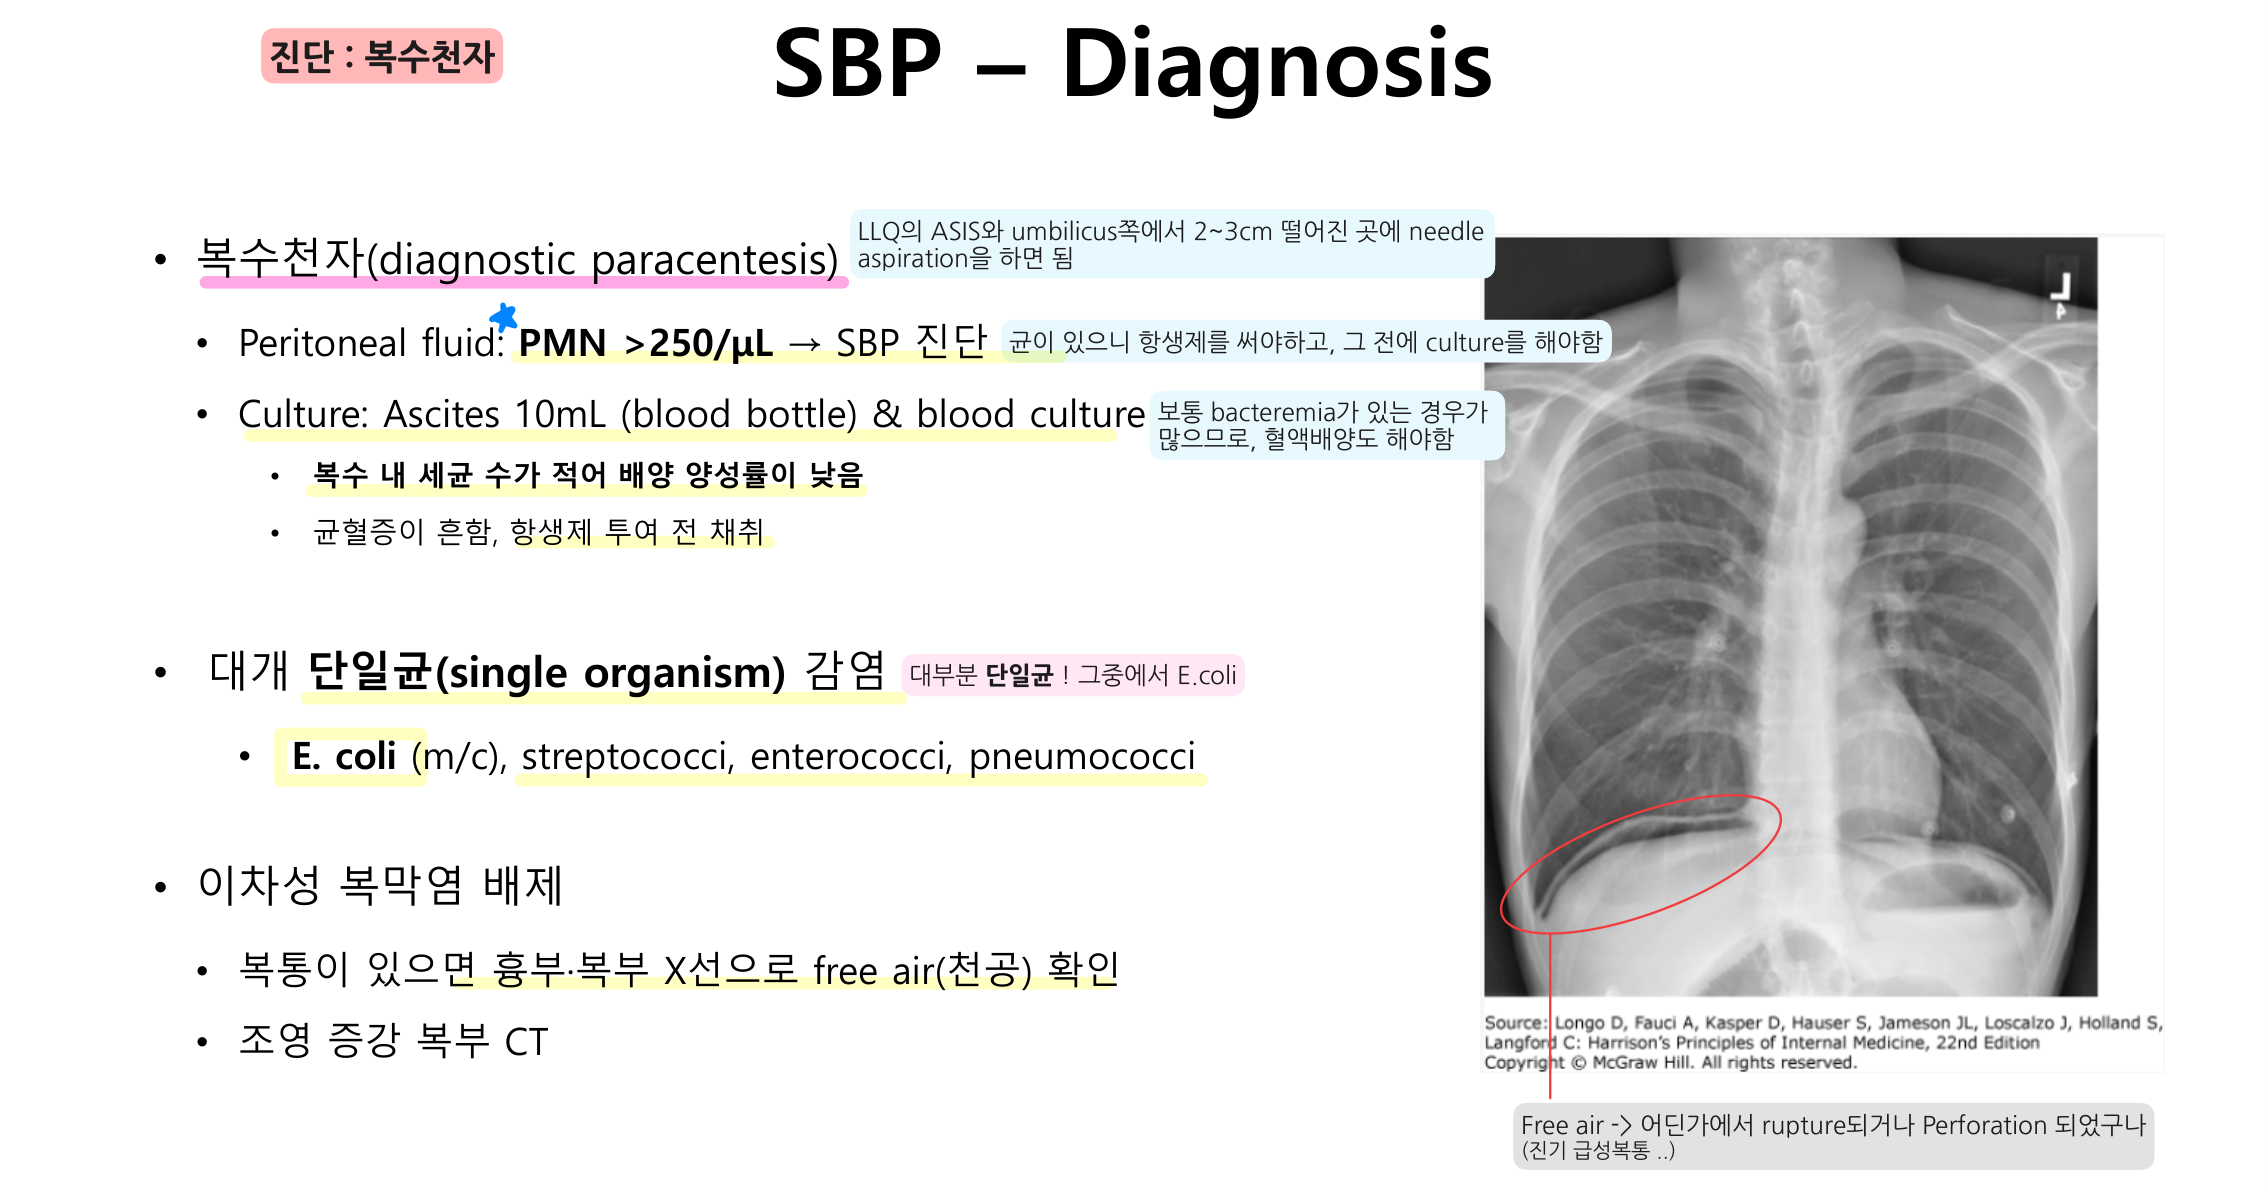 진단 : 복수천자
SBP – Diagnosis
• 복수천자(diagnostic paracentesis)
LLQ의 ASIS와 umbilicus쪽에서 2~3cm 떨어진 곳에 needle
aspiration을 하면 됨
• Peritoneal fluid: PMN >250/μL → SBP 진단
균이 있으니 항생제를 써야하고, 그 전에 culture를 해야함
• Culture: Ascites 10mL (blood bottle) & blood culture
보통 bacteremia가 있는 경우가
많으므로, 혈액배양도 해야함
• 복수 내 세균 수가 적어 배양 양성률이 낮음
• 균혈증이 흔함, 항생제 투여 전 채취
• 대개 단일균(single organism) 감염
대부분 단일균 ! 그중에서 E.coli
• E. coli (m/c), streptococci, enterococci, pneumococci
• 이차성 복막염 배제
• 복통이 있으면 흉부·복부 X선으로 free air(천공) 확인
• 조영 증강 복부 CT
L
4
Source: Longo D, Fauci A, Kasper D, Hauser S, Jameson JL, Loscalzo J, Holland S,
Langford C: Harrison's Principles of Internal Medicine, 22nd Edition
Copyright © McGraw Hill. All rights reserved.
Free air -> 어딘가에서 rupture되거나 Perforation 되었구나
(진기 급성복통 ..)